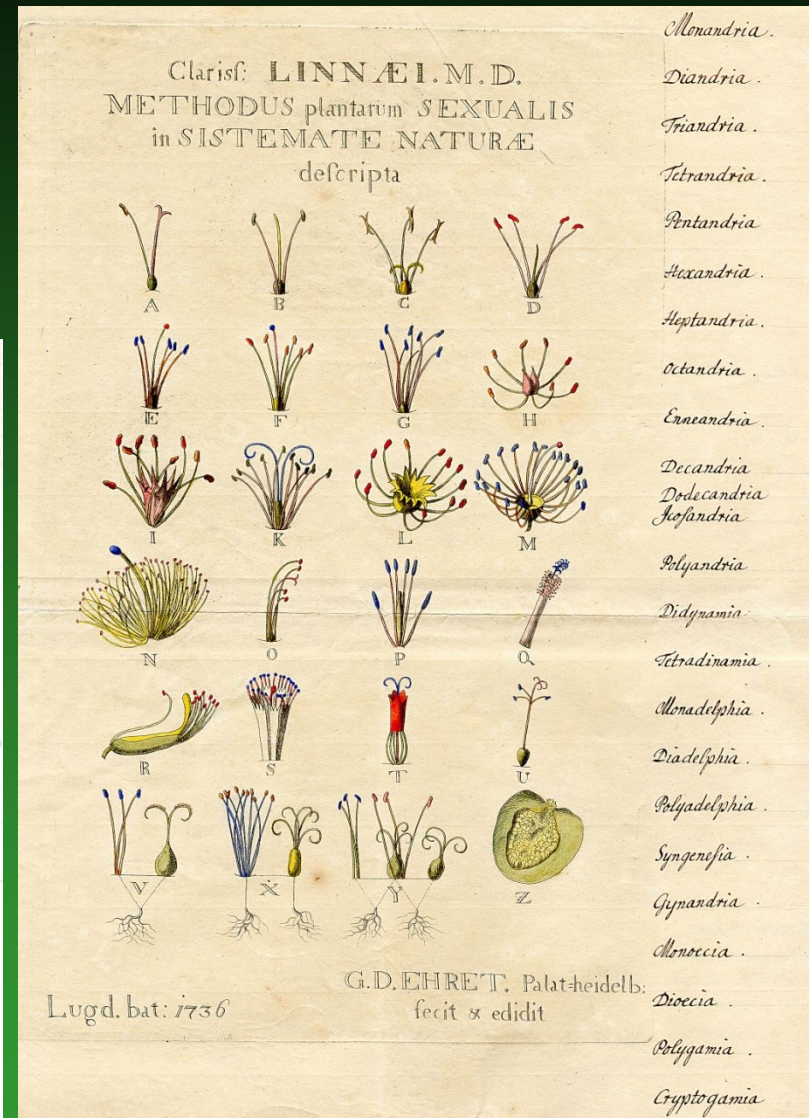 Clarisſ: LINNÆI. M. D.
METHODUS plantarum SEXUALIS
in SISTEMATE NATURÆ
deſcripta
A B C D
E F G H
I K L M
N O P Q
R S T U
V X Y Z
Lugd. bat: 1736
G.D. EHRET. Palat=heidelb:
fecit & edidit
Monandria.
Diandria.
Triandria.
Tetrandria.
Pentandria
Hexandria.
Heptandria.
Octandria.
Enneandria.
Decandria
Dodecandria
Jcoſandria
Polyandria
Didynamia
Tetradinamia.
Monadelphia.
Diadelphia.
Polyadelphia.
Syngeneſia.
Gynandria.
Monoecia.
Dioecia.
Polygamia.
Cryptogamia